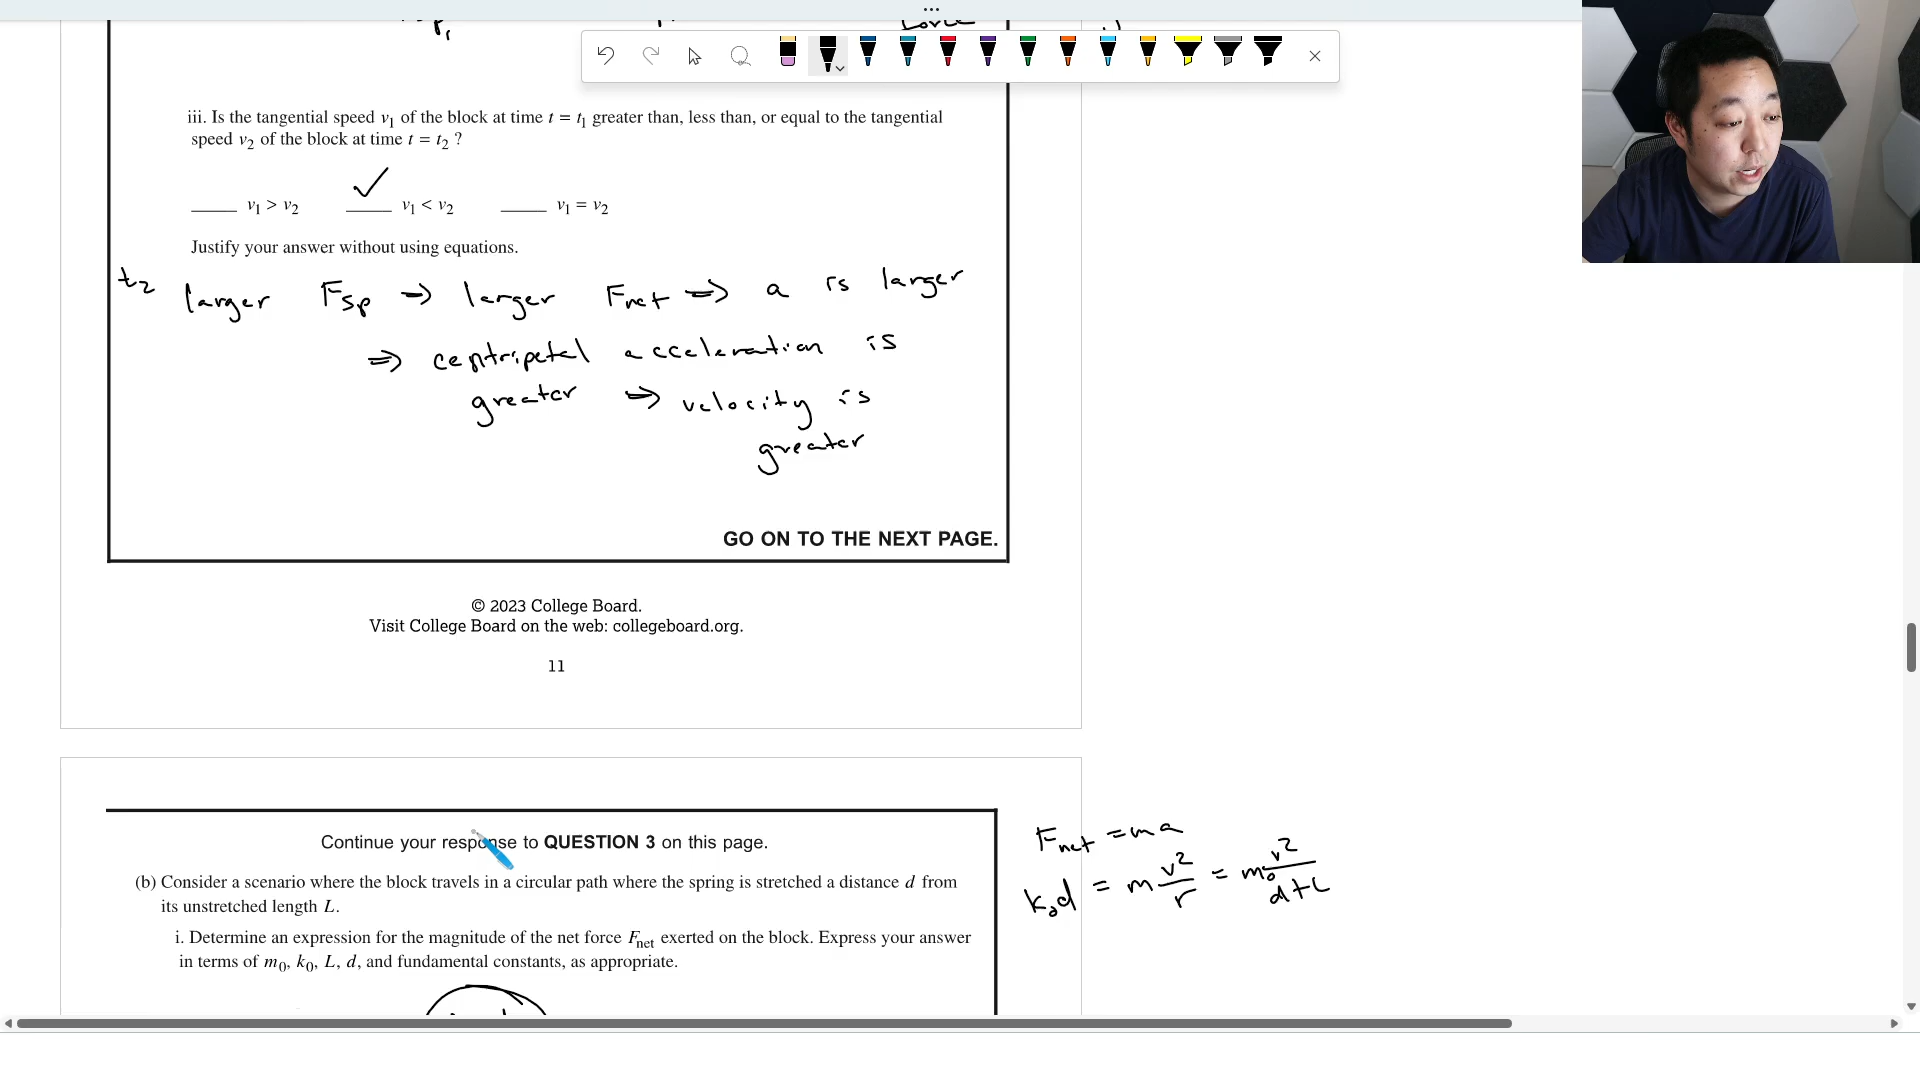 iii. Is the tangential speed v1 of the block at time t = t1 greater than, less than, or equal to the tangential
speed v2 of the block at time t = t2 ?
✓
_____ v1 > v2 _____ v1 < v2 _____ v1 = v2
Justify your answer without using equations.
t2 larger Fsp ⇒ larger Fnet ⇒ a is larger
⇒ centripetal acceleration is
greater ⇒ velocity is
greater
GO ON TO THE NEXT PAGE.
© 2023 College Board.
Visit College Board on the web: collegeboard.org.
11
Continue your response to QUESTION 3 on this page.
(b) Consider a scenario where the block travels in a circular path where the spring is stretched a distance d from
its unstretched length L.
i. Determine an expression for the magnitude of the net force Fnet exerted on the block. Express your answer
in terms of m0, k0, L, d, and fundamental constants, as appropriate.
Fnet = ma
k0d = m v²/r = m0 v²/d+L